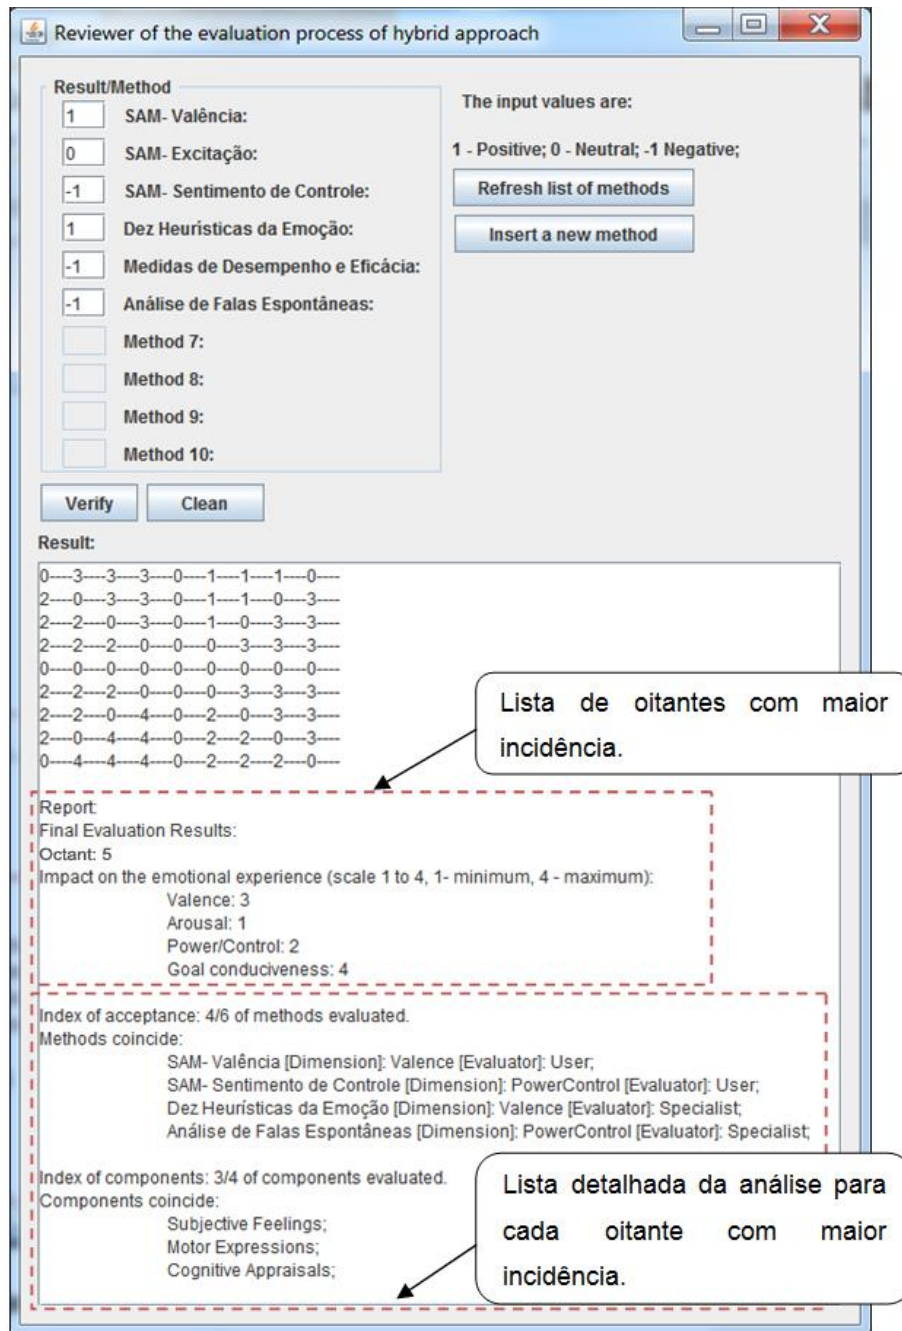 Reviewer of the evaluation process of hybrid approach
Result/Method
1 SAM- Valência:
0 SAM- Excitação:
-1 SAM- Sentimento de Controle:
1 Dez Heurísticas da Emoção:
-1 Medidas de Desempenho e Eficácia:
-1 Análise de Falas Espontâneas:
Method 7:
Method 8:
Method 9:
Method 10:
The input values are:
1 - Positive; 0 - Neutral; -1 Negative;
Refresh list of methods
Insert a new method
Verify
Clean
Result:
0----3----3----3----0----1----1----1----0----
2----0----3----3----0----1----1----0----3----
2----2----0----3----0----1----0----3----3----
2----2----2----0----0----0----3----3----3----
0----0----0----0----0----0----0----0----0----
2----2----2----0----0----0----3----3----3----
2----2----0----4----0----2----0----3----3----
2----0----4----4----0----2----2----0----3----
0----4----4----4----0----2----2----2----0----
Lista de oitantes com maior
incidência.
Report:
Final Evaluation Results:
Octant: 5
Impact on the emotional experience (scale 1 to 4, 1- minimum, 4 - maximum):
Valence: 3
Arousal: 1
Power/Control: 2
Goal conduciveness: 4
Index of acceptance: 4/6 of methods evaluated.
Methods coincide:
SAM- Valência [Dimension]: Valence [Evaluator]: User;
SAM- Sentimento de Controle [Dimension]: PowerControl [Evaluator]: User;
Dez Heurísticas da Emoção [Dimension]: Valence [Evaluator]: Specialist;
Análise de Falas Espontâneas [Dimension]: PowerControl [Evaluator]: Specialist;
Index of components: 3/4 of components evaluated.
Components coincide:
Subjective Feelings;
Motor Expressions;
Cognitive Appraisals;
Lista detalhada da análise para
cada oitante com maior
incidência.